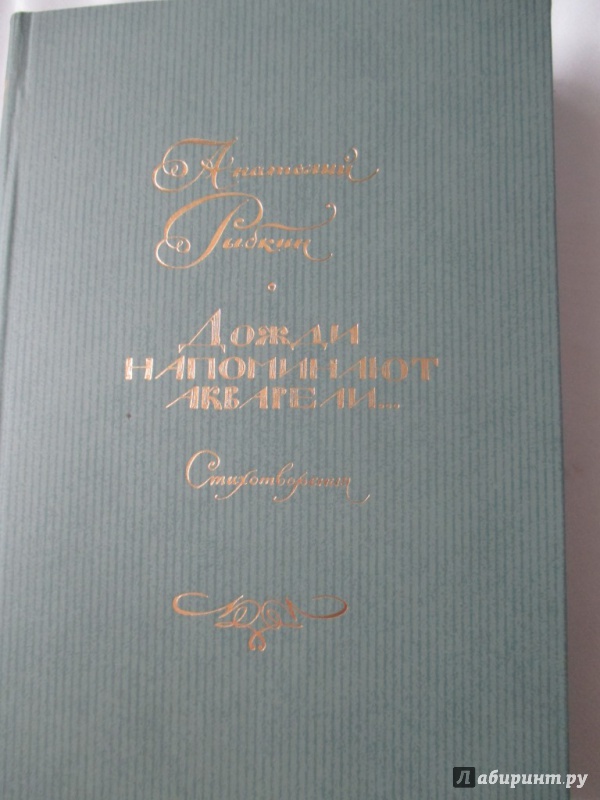 Анатолий
Рыбкин
Дожди
напоминают
акварели...
Стихотворения
Лабиринт.ру